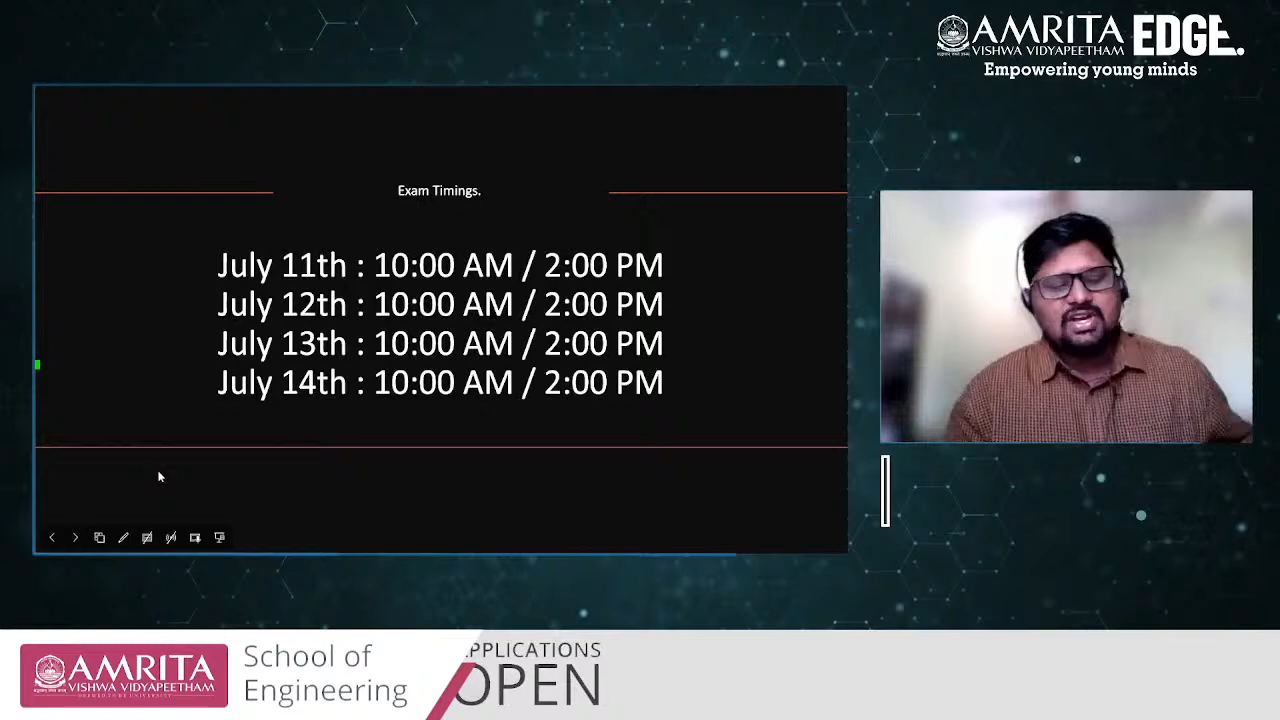 AMRITA EDGE.
VISHWA VIDYAPEETHAM
Empowering young minds
Exam Timings.
July 11th : 10:00 AM / 2:00 PM
July 12th : 10:00 AM / 2:00 PM
July 13th : 10:00 AM / 2:00 PM
July 14th : 10:00 AM / 2:00 PM
AMRITA
VISHWA VIDYAPEETHAM
School of
Engineering
APPLICATIONS
OPEN